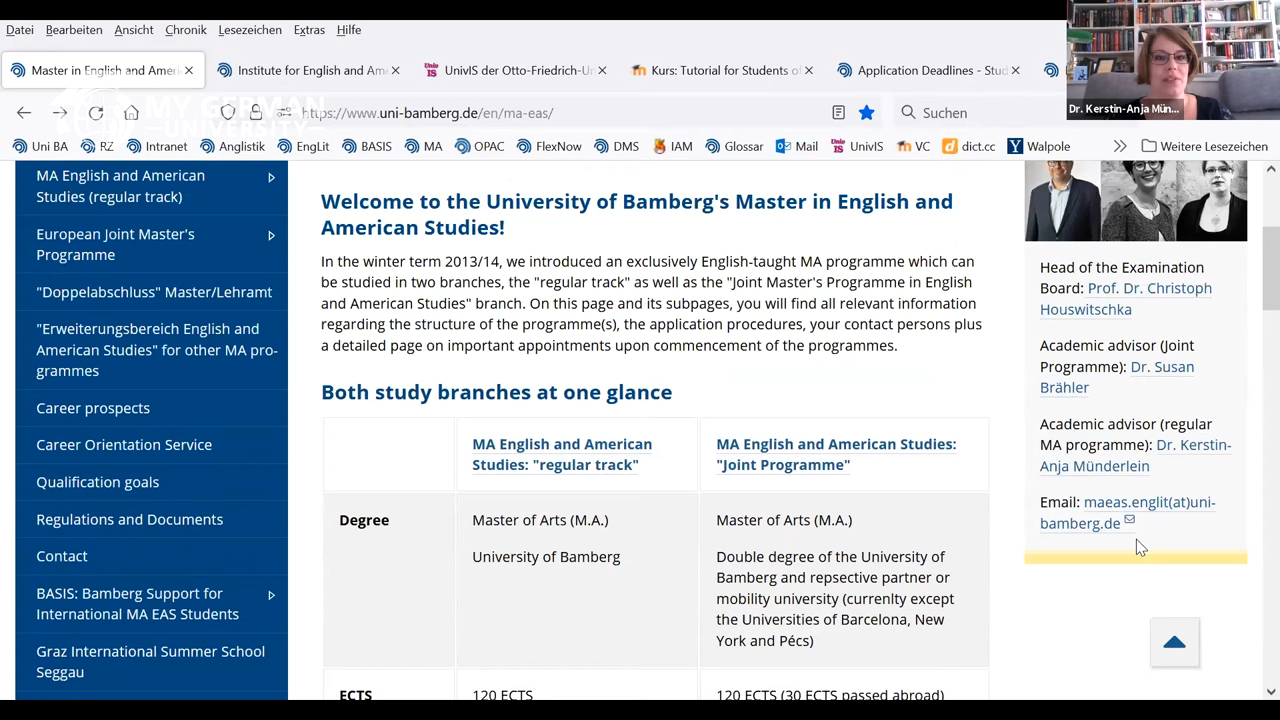 Datei Bearbeiten Ansicht Chronik Lesezeichen Extras Hilfe
Master in English and Ameri
Institute for English and Am
UnivIS der Otto-Friedrich-Un
Kurs: Tutorial for Students of
Application Deadlines - Stud
Dr. Kerstin-Anja Mün...
MY GERMAN
UNIVERSITY
https://www.uni-bamberg.de/en/ma-eas/
Suchen
Uni BA RZ Intranet Anglistik EngLit BASIS MA OPAC FlexNow DMS IAM Glossar Mail UnivIS VC dict.cc Walpole Weitere Lesezeichen
MA English and American
Studies (regular track)
European Joint Master's
Programme
"Doppelabschluss" Master/Lehramt
"Erweiterungsbereich English and
American Studies" for other MA pro-
grammes
Career prospects
Career Orientation Service
Qualification goals
Regulations and Documents
Contact
BASIS: Bamberg Support for
International MA EAS Students
Graz International Summer School
Seggau
Welcome to the University of Bamberg's Master in English and
American Studies!
In the winter term 2013/14, we introduced an exclusively English-taught MA programme which can
be studied in two branches, the "regular track" as well as the "Joint Master's Programme in English
and American Studies" branch. On this page and its subpages, you will find all relevant information
regarding the structure of the programme(s), the application procedures, your contact persons plus
a detailed page on important appointments upon commencement of the programmes.
Both study branches at one glance
MA English and American
Studies: "regular track"
MA English and American Studies:
"Joint Programme"
Degree
Master of Arts (M.A.)
University of Bamberg
Master of Arts (M.A.)
Double degree of the University of
Bamberg and repsective partner or
mobility university (currenlty except
the Universities of Barcelona, New
York and Pécs)
ECTS
120 ECTS
120 ECTS (30 ECTS passed abroad)
Head of the Examination
Board: Prof. Dr. Christoph
Houswitschka
Academic advisor (Joint
Programme): Dr. Susan
Brähler
Academic advisor (regular
MA programme): Dr. Kerstin-
Anja Münderlein
Email: maeas.englit(at)uni-
bamberg.de